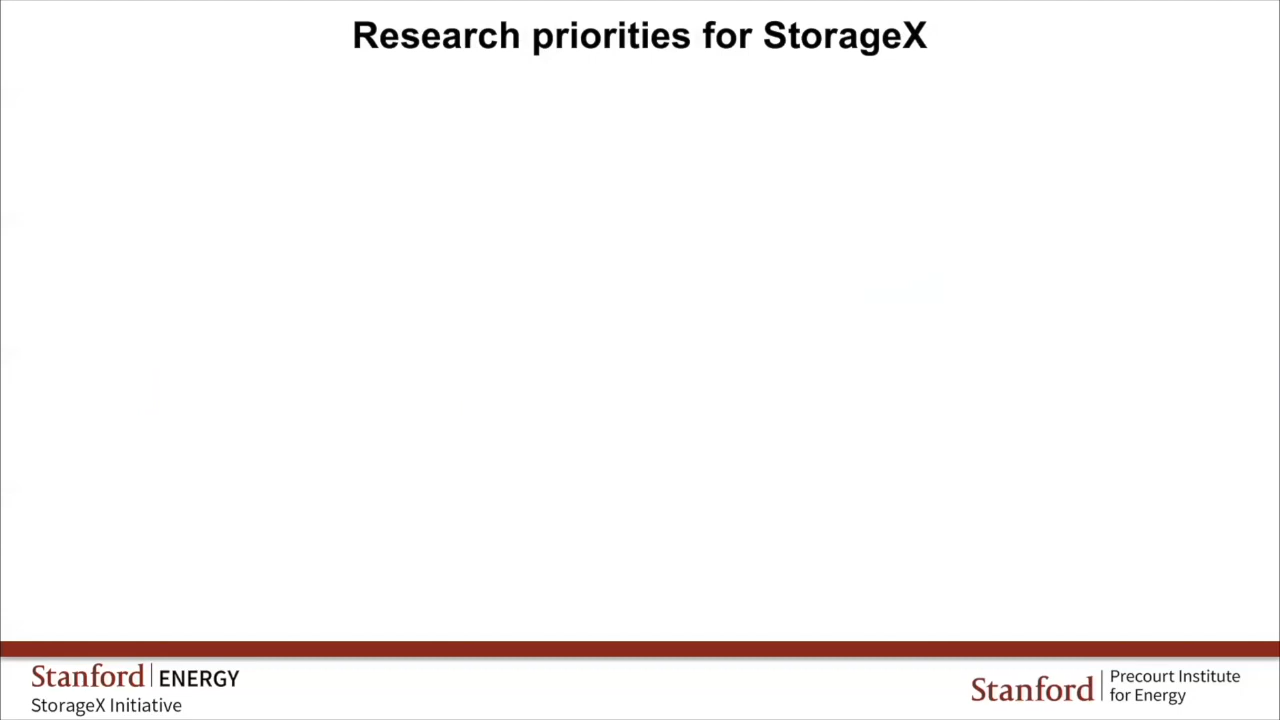 Research priorities for StorageX
Stanford ENERGY
StorageX Initiative
Stanford
Precourt Institute
for Energy